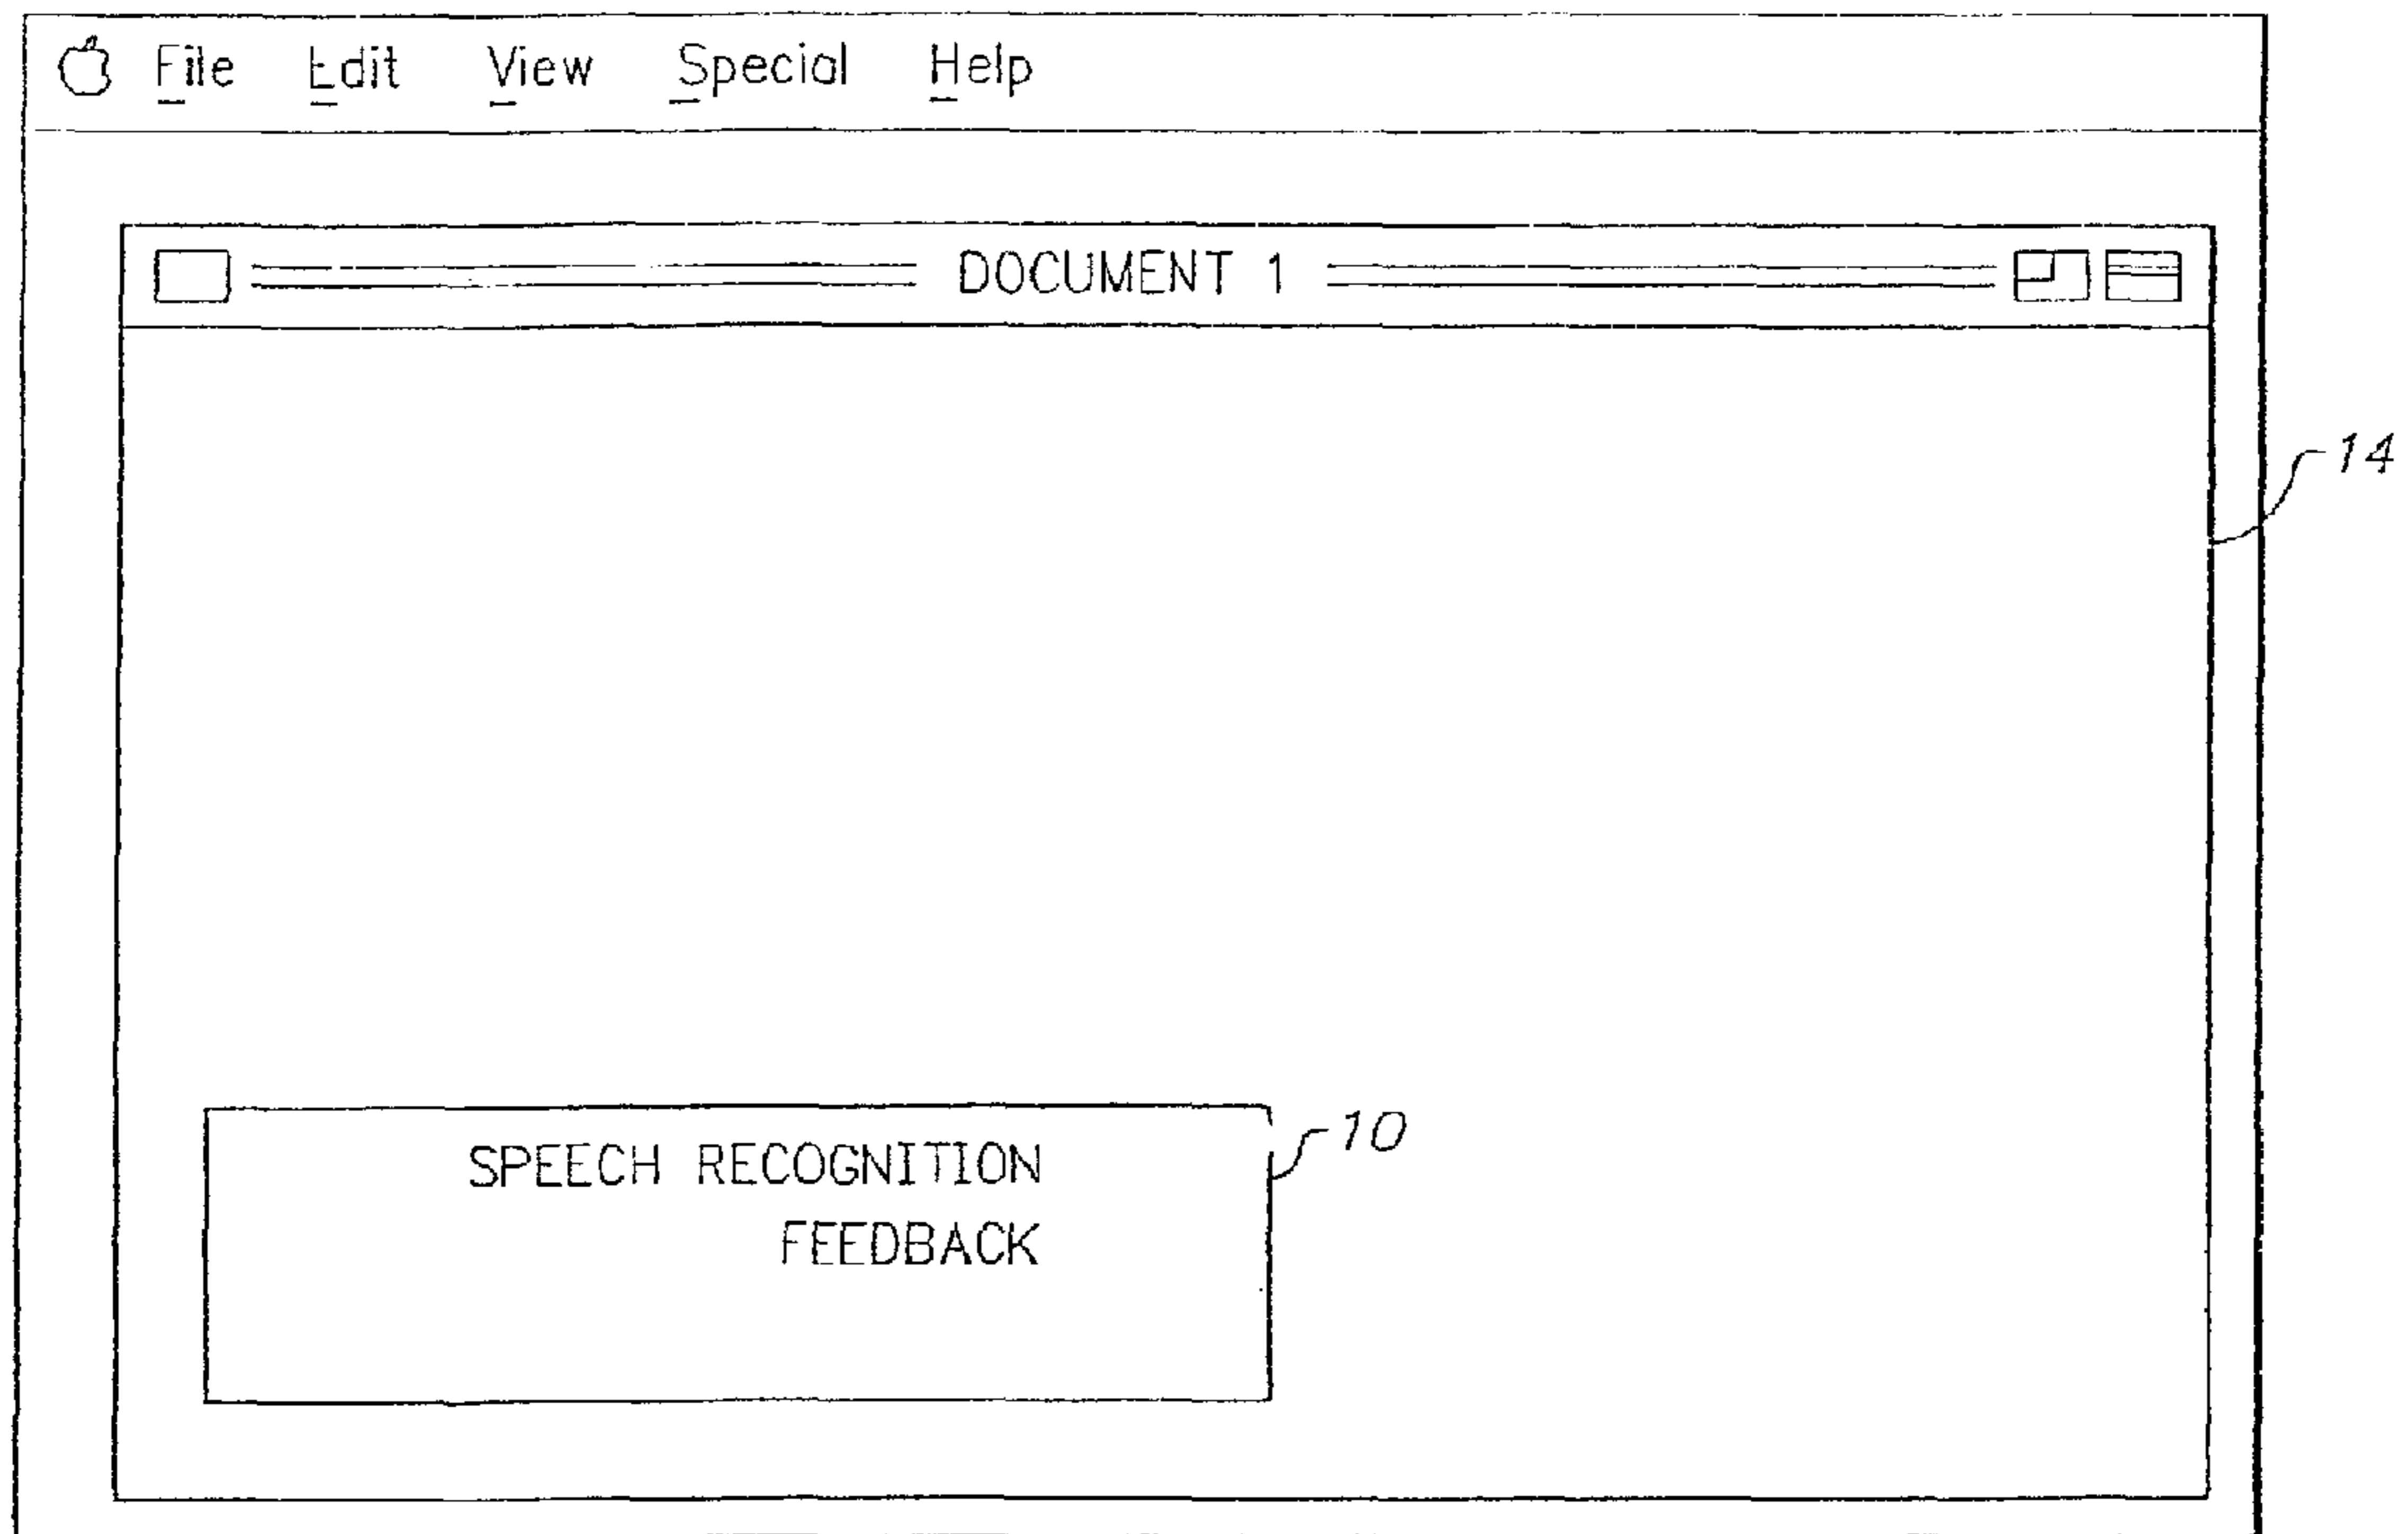 File Edit View Special Help
DOCUMENT 1
14
10
SPEECH RECOGNITION
FEEDBACK